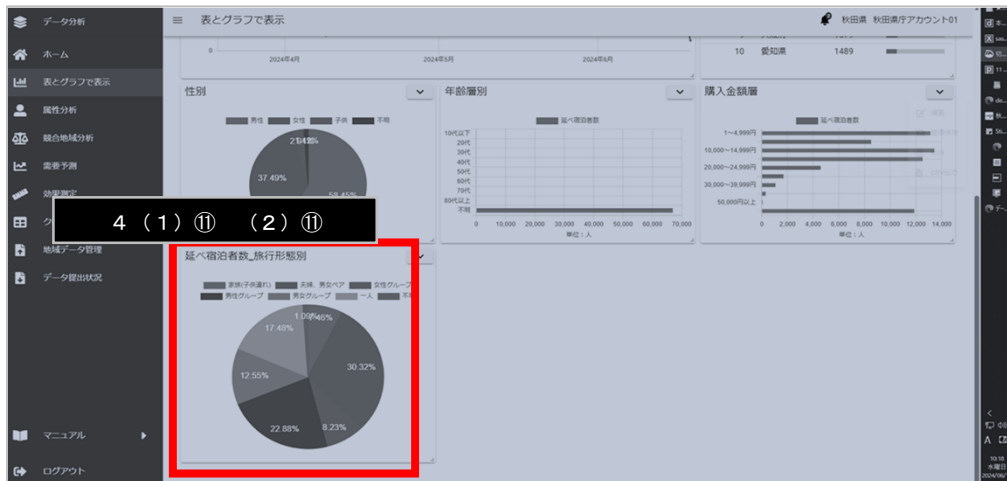 データ分析
表とグラフで表示
秋田県 秋田県庁アカウント01
ホーム
表とグラフで表示
属性分析
競合地域分析
需要予測
効果測定
地域データ管理
データ提出状況
マニュアル
ログアウト
0
2024年4月
2024年5月
2024年6月
10 愛知県 1489
性別
男性 女性 子供 不明
37.49%
58.45%
年齢層別
延べ宿泊者数
10代以下
20代
30代
40代
50代
60代
70代
80代以上
不明
0 10,000 20,000 30,000 40,000 50,000 60,000 70,000
単位:人
購入金額層
延べ宿泊者数
1~4,999円
10,000~14,999円
20,000~24,999円
30,000~39,999円
50,000円以上
0 2,000 4,000 6,000 8,000 10,000 12,000 14,000
単位:人
4(1)⑪ (2)⑪
延べ宿泊者数_旅行形態別
家族(子供連れ) 夫婦、男女ペア 女性グループ
男性グループ 男女グループ 一人 不明
1.09%
7.46%
17.48%
30.32%
12.55%
22.88%
8.23%
10:18
水曜日